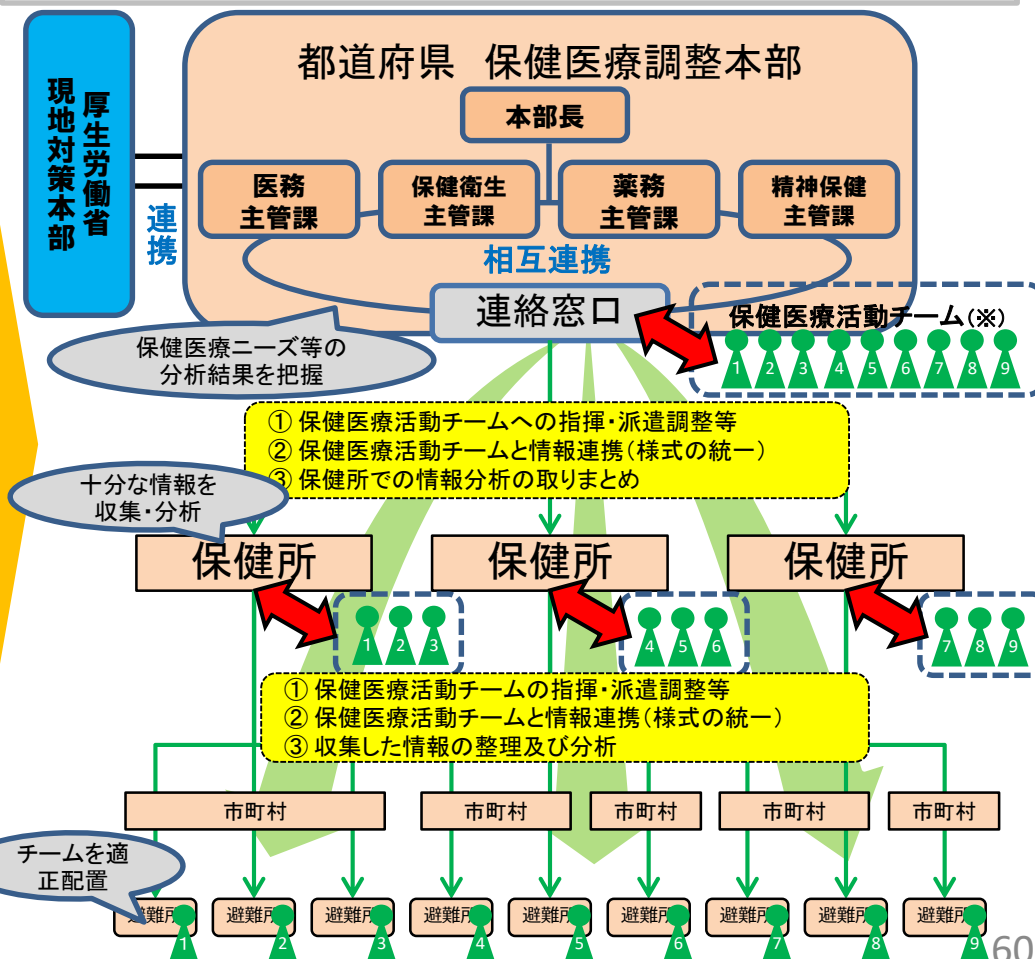 都道府県　保健医療調整本部
厚生労働省
現地対策本部
本部長
医務
主管課
保健衛生
主管課
薬務
主管課
精神保健
主管課
連携
相互連携
連絡窓口
保健医療活動チーム(※)
1 2 3 4 5 6 7 8 9
保健医療ニーズ等の
分析結果を把握
① 保健医療活動チームへの指揮・派遣調整等
② 保健医療活動チームと情報連携（様式の統一）
③ 保健所での情報分析の取りまとめ
十分な情報を
収集・分析
保健所
保健所
保健所
1 2 3
4 5 6
7 8 9
① 保健医療活動チームの指揮・派遣調整等
② 保健医療活動チームと情報連携（様式の統一）
③ 収集した情報の整理及び分析
市町村
市町村
市町村
市町村
市町村
チームを適
正配置
避難所
避難所
避難所
避難所
避難所
避難所
避難所
避難所
避難所
1 2 3 4 5 6 7 8 9
60